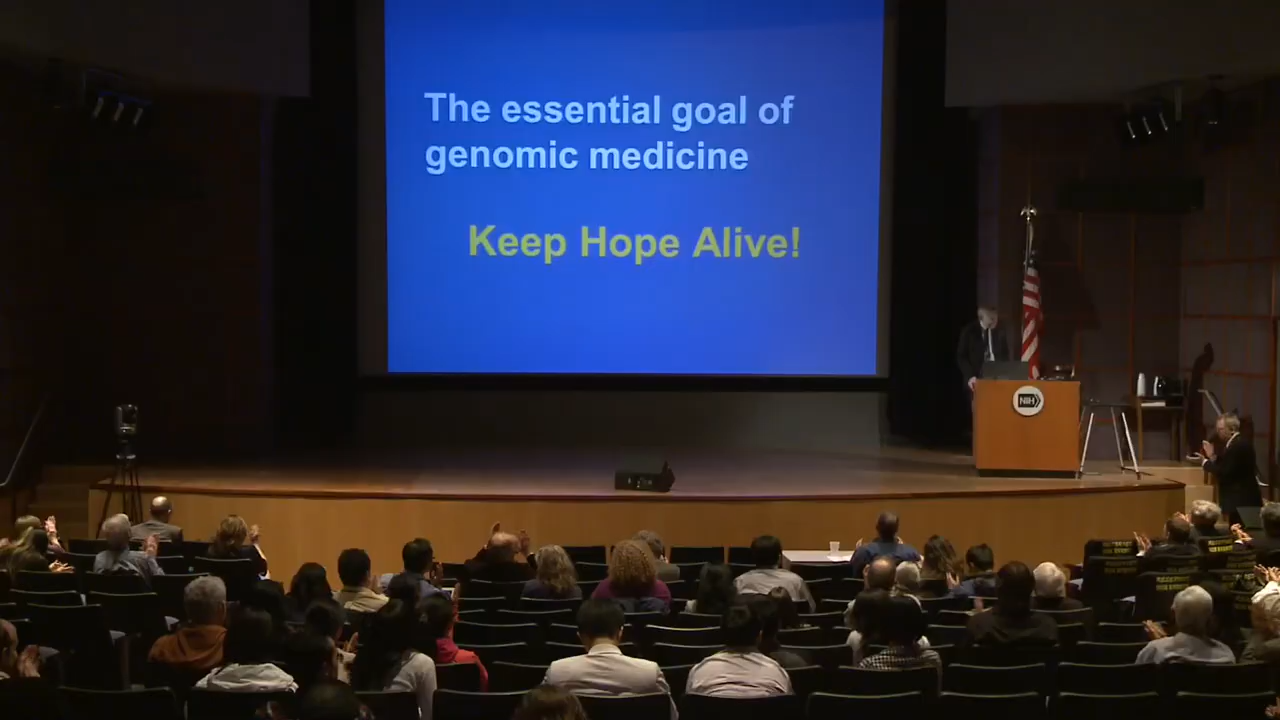 The essential goal of
genomic medicine
Keep Hope Alive!
NIH